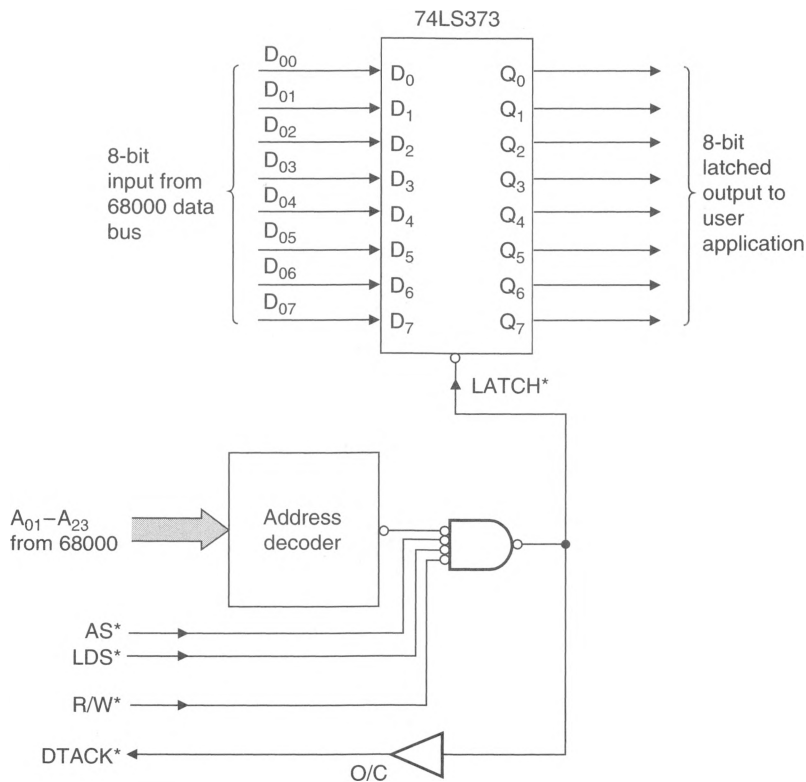 74LS373
D₀₀
D₀₁
D₀₂
D₀₃
D₀₄
D₀₅
D₀₆
D₀₇
8-bit
input from
68000 data
bus
D₀
D₁
D₂
D₃
D₄
D₅
D₆
D₇
Q₀
Q₁
Q₂
Q₃
Q₄
Q₅
Q₆
Q₇
8-bit
latched
output to
user
application
LATCH*
A₀₁–A₂₃
from 68000
Address
decoder
AS*
LDS*
R/W*
DTACK*
O/C